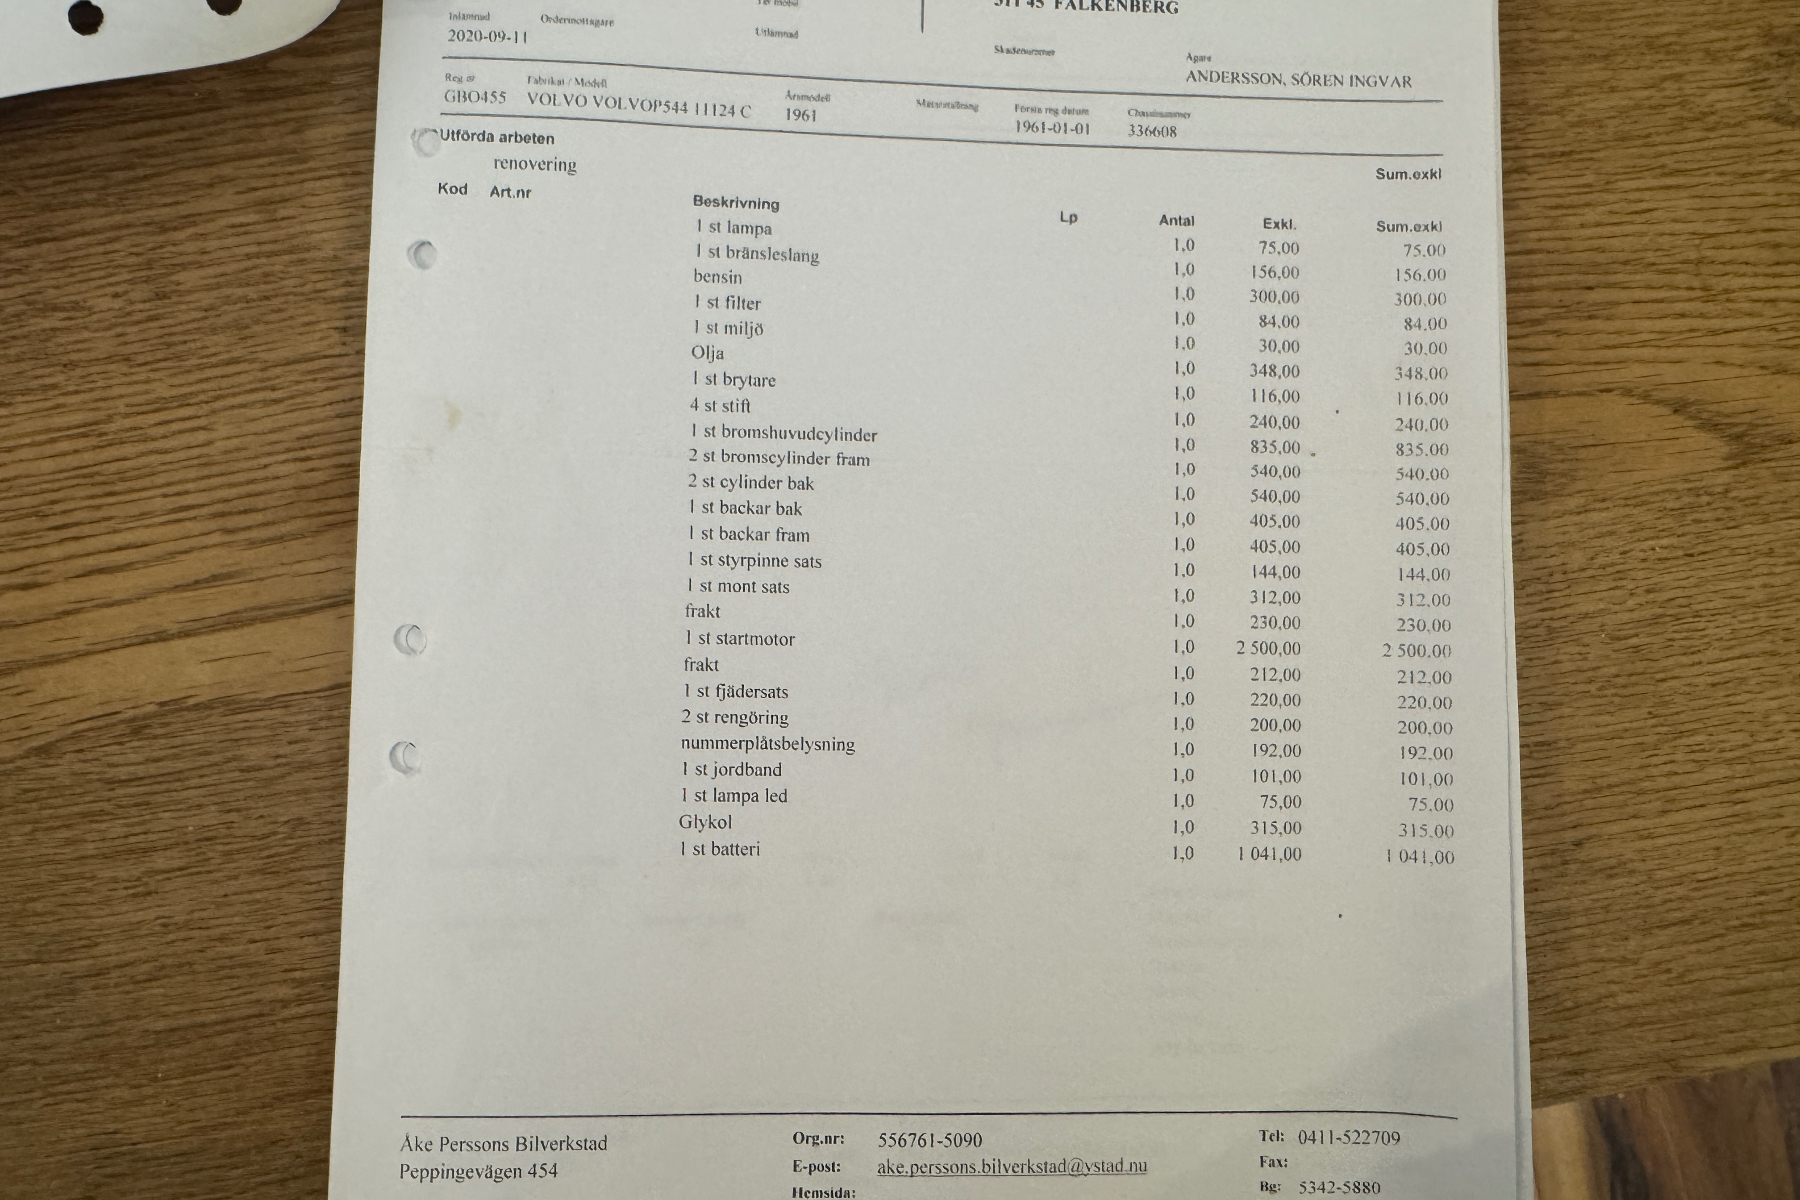 311 45 FALKENBERG
Inlämnad Ordermottagare Utlämnad
2020-09-11
Skadenummer Ägare
ANDERSSON, SÖREN INGVAR
Reg nr Fabrikat / Modell Årsmodell Mätarställning Första reg datum Chassinummer
GBO455 VOLVO VOLVOP544 11124 C 1961 1961-01-01 336608
Utförda arbeten
renovering Sum.exkl
Kod Art.nr Beskrivning Lp Antal Exkl. Sum.exkl
1 st lampa 1,0 75,00 75,00
1 st bränsleslang 1,0 156,00 156,00
bensin 1,0 300,00 300,00
1 st filter 1,0 84,00 84,00
1 st miljö 1,0 30,00 30,00
Olja 1,0 348,00 348,00
1 st brytare 1,0 116,00 116,00
4 st stift 1,0 240,00 240,00
1 st bromshuvudcylinder 1,0 835,00 835,00
2 st bromscylinder fram 1,0 540,00 540,00
2 st cylinder bak 1,0 540,00 540,00
1 st backar bak 1,0 405,00 405,00
1 st backar fram 1,0 405,00 405,00
1 st styrpinne sats 1,0 144,00 144,00
1 st mont sats 1,0 312,00 312,00
frakt 1,0 230,00 230,00
1 st startmotor 1,0 2 500,00 2 500,00
frakt 1,0 212,00 212,00
1 st fjädersats 1,0 220,00 220,00
2 st rengöring 1,0 200,00 200,00
nummerplåtsbelysning 1,0 192,00 192,00
1 st jordband 1,0 101,00 101,00
1 st lampa led 1,0 75,00 75,00
Glykol 1,0 315,00 315,00
1 st batteri 1,0 1 041,00 1 041,00
Åke Perssons Bilverkstad Org.nr: 556761-5090 Tel: 0411-522709
Peppingevägen 454 E-post: ake.perssons.bilverkstad@ystad.nu Fax:
Hemsida: Bg: 5342-5880